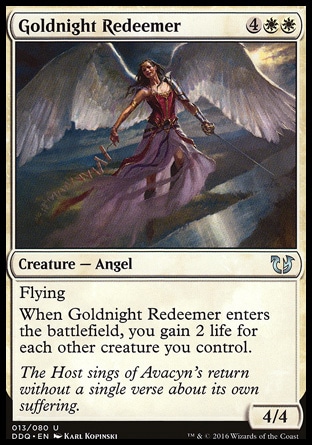 Goldnight Redeemer 4
Creature — Angel
Flying
When Goldnight Redeemer enters
the battlefield, you gain 2 life for
each other creature you control.
The Host sings of Avacyn's return
without a single verse about its own
suffering.
4/4
013/080 U
DDQ • EN Karl Kopinski
™ & © 2016 Wizards of the Coast